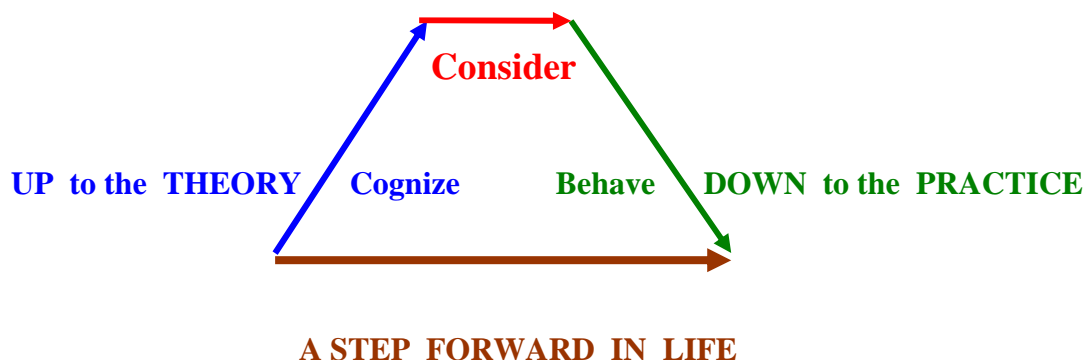 Consider
UP to the THEORY Cognize Behave DOWN to the PRACTICE
A STEP FORWARD IN LIFE